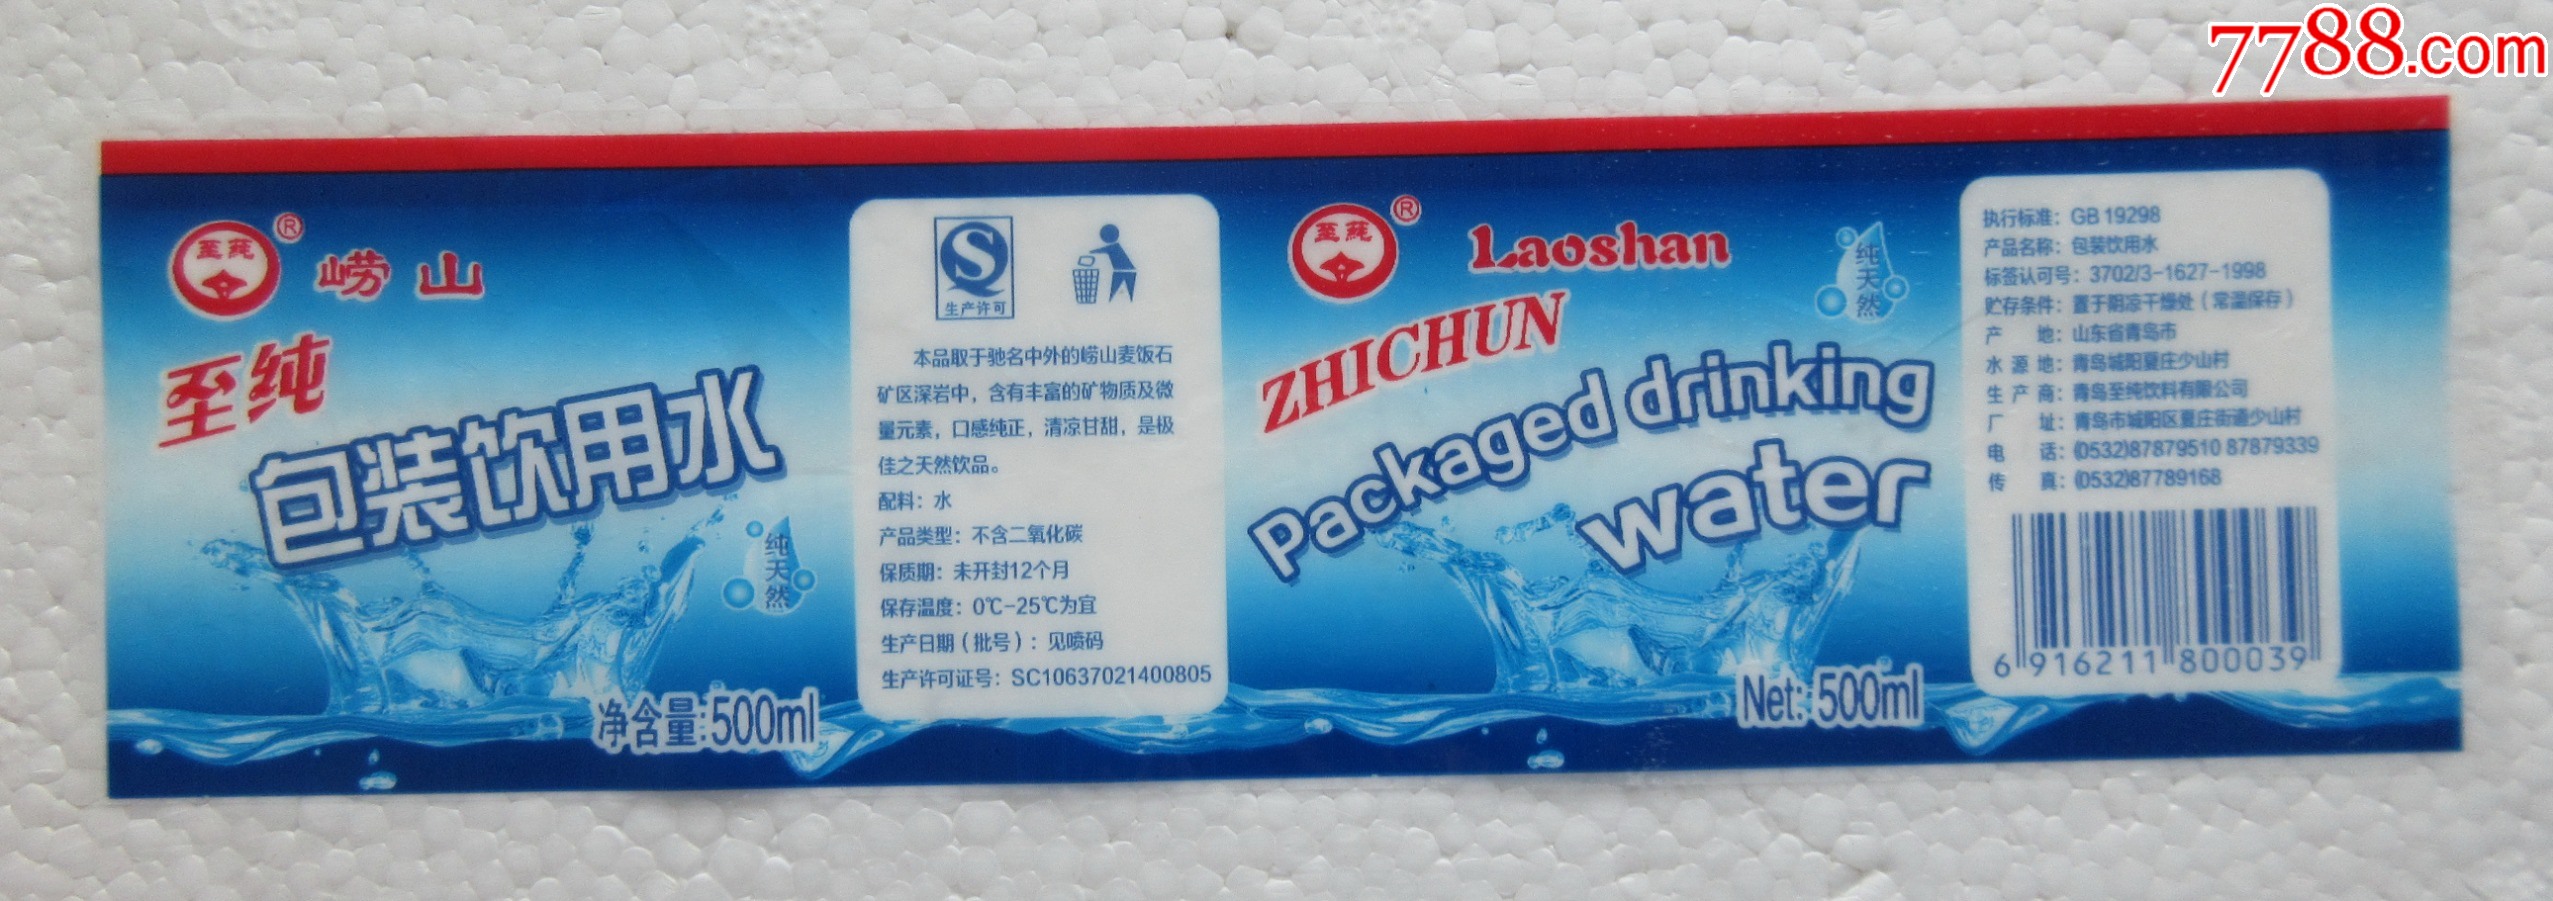 7788.com
至纯
®
崂山
至纯
包装饮用水
纯天然
净含量:500ml
S
生产许可
本品取于驰名中外的崂山麦饭石
矿区深岩中，含有丰富的矿物质及微
量元素，口感纯正，清凉甘甜，是极
佳之天然饮品。
配料：水
产品类型：不含二氧化碳
保质期：未开封12个月
保存温度：0℃-25℃为宜
生产日期（批号）：见喷码
生产许可证号：SC10637021400805
至纯
®
Laoshan
ZHICHUN
纯天然
Packaged drinking
water
Net: 500ml
执行标准：GB 19298
产品名称：包装饮用水
标签认可号：3702/3-1627-1998
贮存条件：置于阴凉干燥处（常温保存）
产 地：山东省青岛市
水 源 地：青岛城阳夏庄少山村
生 产 商：青岛至纯饮料有限公司
厂 址：青岛市城阳区夏庄街道少山村
电 话：(0532)87879510 87879339
传 真：(0532)87789168
6 916211 800039